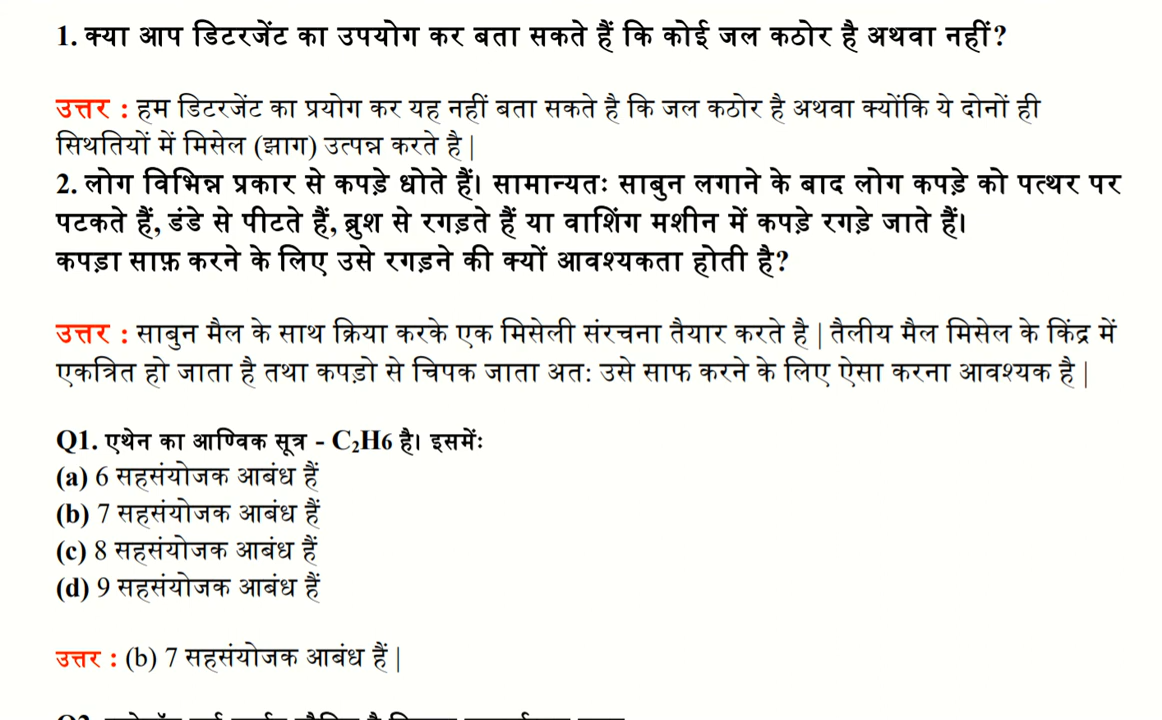 1. क्या आप डिटरजेंट का उपयोग कर बता सकते हैं कि कोई जल कठोर है अथवा नहीं?
उत्तर : हम डिटरजेंट का प्रयोग कर यह नहीं बता सकते है कि जल कठोर है अथवा क्योंकि ये दोनों ही
सिथतियों में मिसेल (झाग) उत्पन्न करते है |
2. लोग विभिन्न प्रकार से कपड़े धोते हैं। सामान्यतः साबुन लगाने के बाद लोग कपड़े को पत्थर पर
पटकते हैं, डंडे से पीटते हैं, ब्रुश से रगड़ते हैं या वाशिंग मशीन में कपड़े रगड़े जाते हैं।
कपड़ा साफ़ करने के लिए उसे रगड़ने की क्यों आवश्यकता होती है?
उत्तर : साबुन मैल के साथ क्रिया करके एक मिसेली संरचना तैयार करते है | तैलीय मैल मिसेल के किंद्र में
एकत्रित हो जाता है तथा कपड़ो से चिपक जाता अत: उसे साफ करने के लिए ऐसा करना आवश्यक है |
Q1. एथेन का आण्विक सूत्र - C₂H6 है। इसमेंः
(a) 6 सहसंयोजक आबंध हैं
(b) 7 सहसंयोजक आबंध हैं
(c) 8 सहसंयोजक आबंध हैं
(d) 9 सहसंयोजक आबंध हैं
उत्तर : (b) 7 सहसंयोजक आबंध हैं |